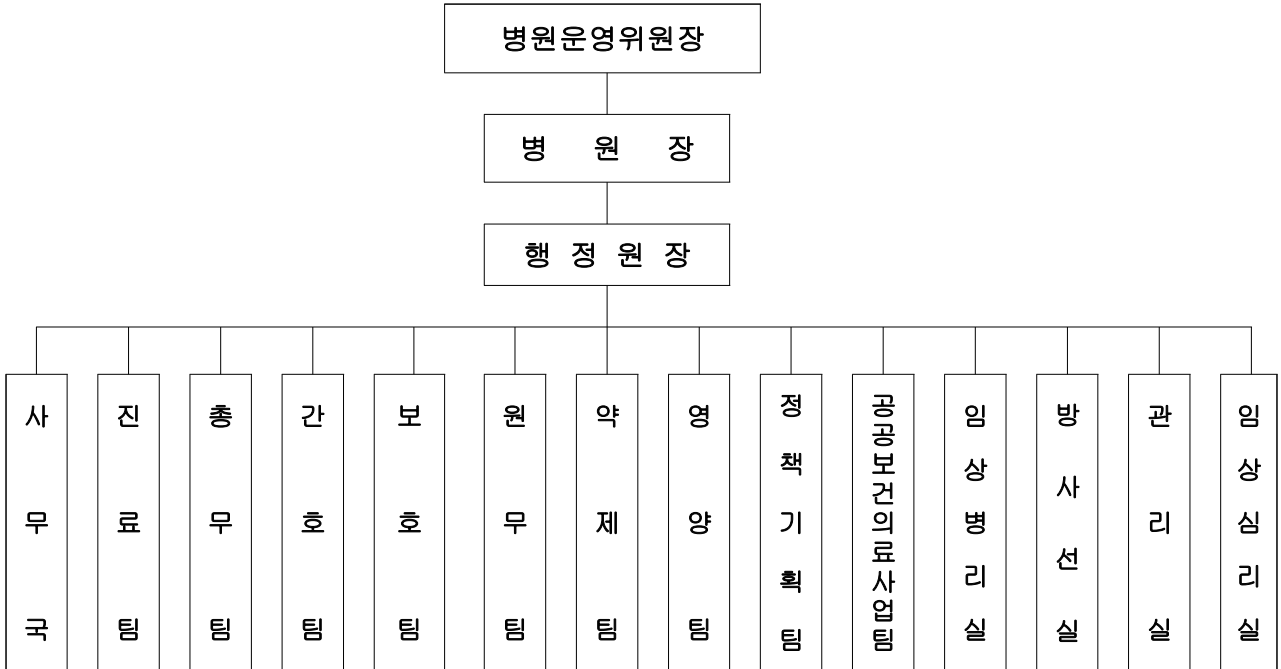 병원운영위원장
병 원 장
행 정 원 장
사무국
진료팀
총무팀
간호팀
보호팀
원무팀
약제팀
영양팀
정책기획팀
공공보건의료사업팀
임상병리실
방사선실
관리실
임상심리실